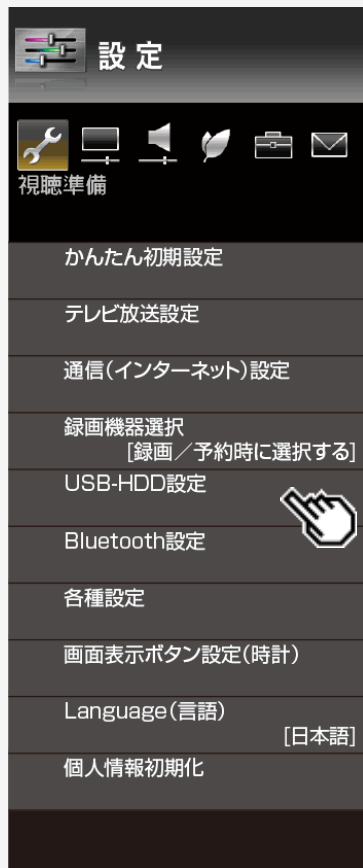 設定
視聴準備
かんたん初期設定
テレビ放送設定
通信(インターネット)設定
録画機器選択
[録画/予約時に選択する]
USB-HDD設定
Bluetooth設定
各種設定
画面表示ボタン設定(時計)
Language(言語)
[日本語]
個人情報初期化